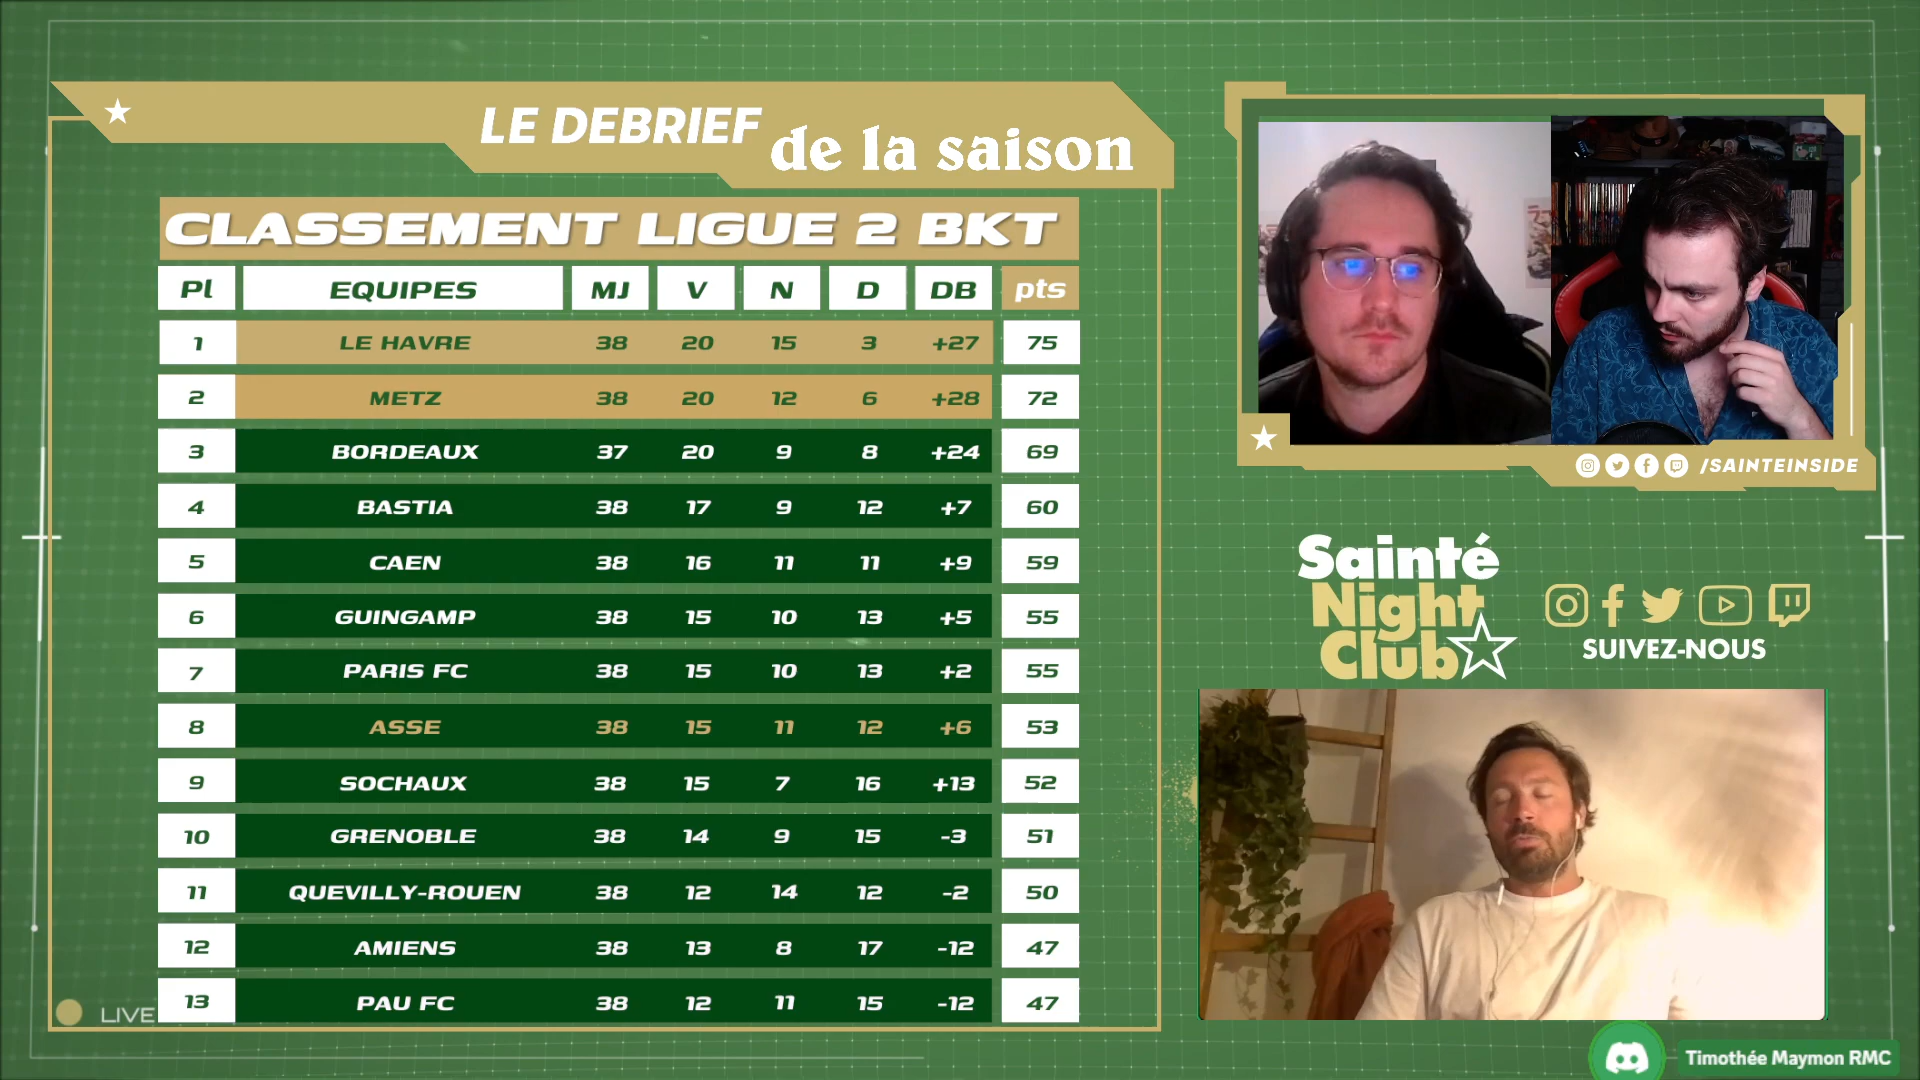 LE DEBRIEF
de la saison
CLASSEMENT LIGUE 2 BKT
Pl EQUIPES MJ V N D DB pts
1 LE HAVRE 38 20 15 3 +27 75
2 METZ 38 20 12 6 +28 72
3 BORDEAUX 37 20 9 8 +24 69
4 BASTIA 38 17 9 12 +7 60
5 CAEN 38 16 11 11 +9 59
6 GUINGAMP 38 15 10 13 +5 55
7 PARIS FC 38 15 10 13 +2 55
8 ASSE 38 15 11 12 +6 53
9 SOCHAUX 38 15 7 16 +13 52
10 GRENOBLE 38 14 9 15 -3 51
11 QUEVILLY-ROUEN 38 12 14 12 -2 50
12 AMIENS 38 13 8 17 -12 47
13 PAU FC 38 12 11 15 -12 47
LIVE
/SAINTEINSIDE
Sainté
Night
Club
SUIVEZ-NOUS
Timothée Maymon RMC